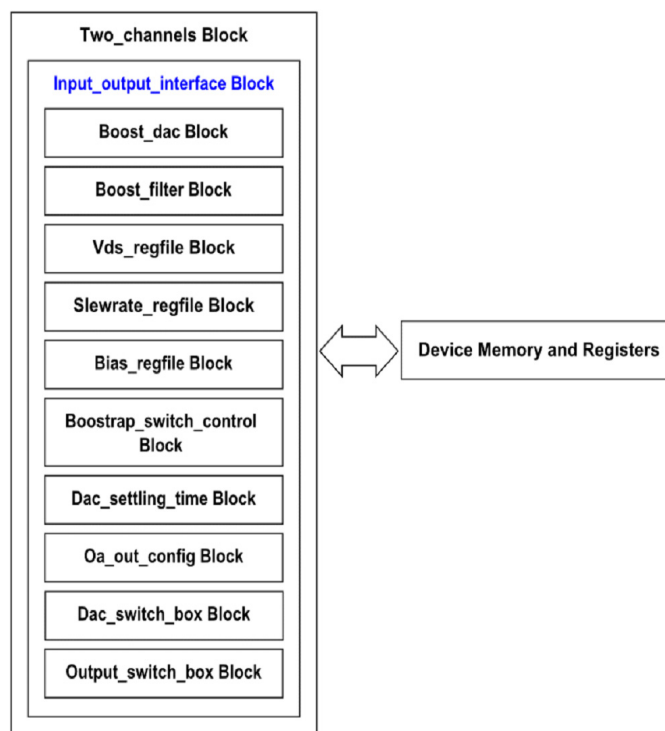 Two_channels Block
Input_output_interface Block
Boost_dac Block
Boost_filter Block
Vds_regfile Block
Slewrate_regfile Block
Bias_regfile Block
Boostrap_switch_control
Block
Dac_settling_time Block
Oa_out_config Block
Dac_switch_box Block
Output_switch_box Block
Device Memory and Registers